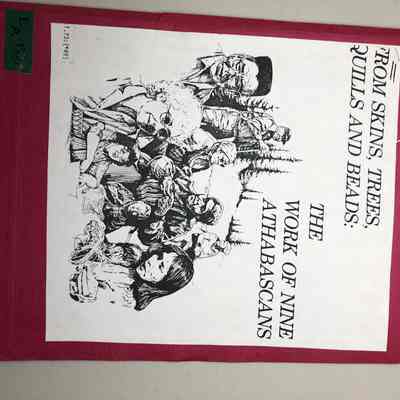 FROM SKINS, TREES,
QUILLS AND BEADS:
THE
WORK OF NINE
ATHABASCANS